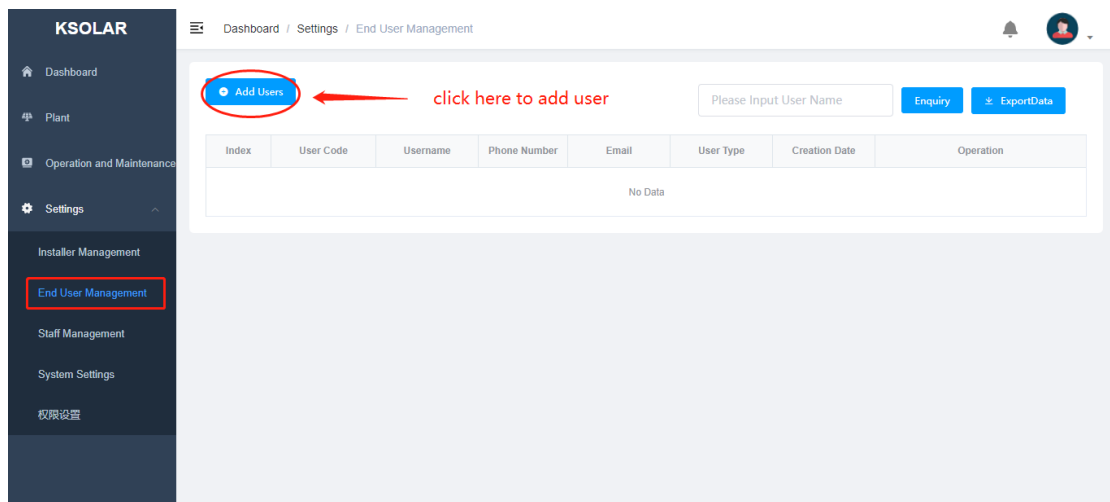 KSOLAR
Dashboard / Settings / End User Management
Dashboard
Plant
Operation and Maintenance
Settings
Installer Management
End User Management
Staff Management
System Settings
权限设置
Add Users
click here to add user
Please Input User Name
Enquiry
ExportData
Index User Code Username Phone Number Email User Type Creation Date Operation
No Data